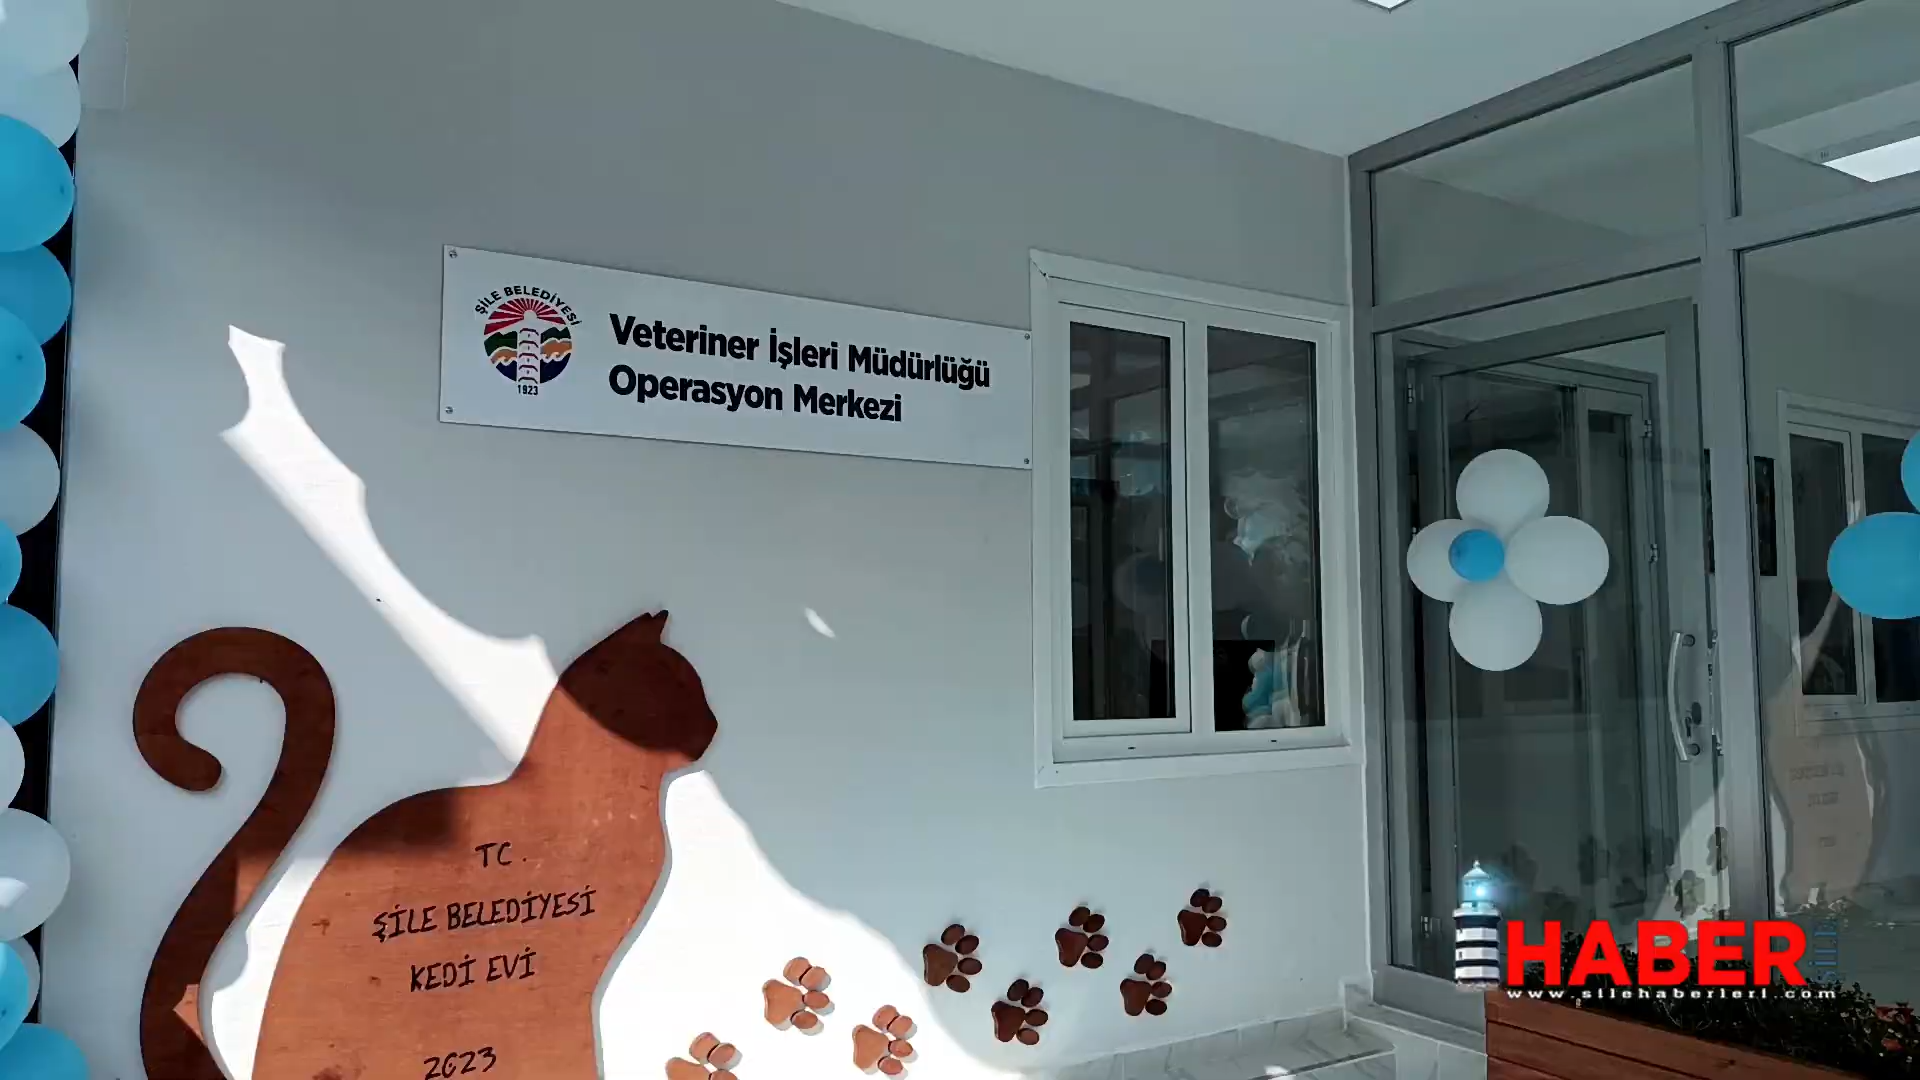 ŞİLE BELEDİYESİ
1923
Veteriner İşleri Müdürlüğü
Operasyon Merkezi
TC.
ŞİLE BELEDİYESİ
KEDİ EVİ
2023
HABER
www.silehaberleri.com